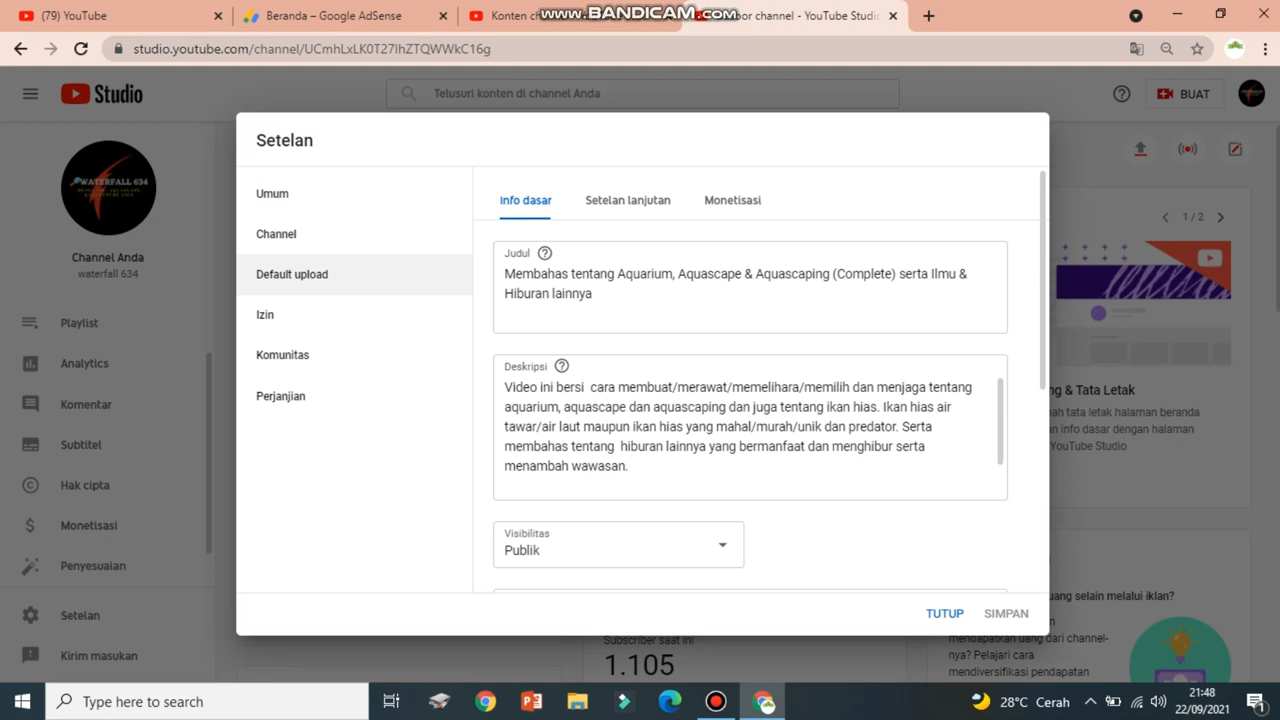 (79) YouTube
Beranda – Google AdSense
Konten ch
www.BANDICAM.com
bor channel - YouTube Studio
studio.youtube.com/channel/UCmhLxLK0T27IhZTQWWkC16g
Studio
Telusuri konten di channel Anda
BUAT
WATERFALL 634
Channel Anda
waterfall 634
Playlist
Analytics
Komentar
Subtitel
Hak cipta
Monetisasi
Penyesuaian
Setelan
Kirim masukan
Setelan
Umum
Channel
Default upload
Izin
Komunitas
Perjanjian
Info dasar
Setelan lanjutan
Monetisasi
Judul
Membahas tentang Aquarium, Aquascape & Aquascaping (Complete) serta Ilmu &
Hiburan lainnya
Deskripsi
Video ini bersi  cara membuat/merawat/memelihara/memilih dan menjaga tentang
aquarium, aquascape dan aquascaping dan juga tentang ikan hias. Ikan hias air
tawar/air laut maupun ikan hias yang mahal/murah/unik dan predator. Serta
membahas tentang  hiburan lainnya yang bermanfaat dan menghibur serta
menambah wawasan.
Visibilitas
Publik
TUTUP
SIMPAN
1 / 2
g & Tata Letak
ah tata letak halaman beranda
n info dasar dengan halaman
YouTube Studio
Subscriber saat ini
1.105
uang selain melalui iklan?
m
mendapatkan uang dari channel-
nya? Pelajari cara
mendiversifikasi pendapatan
Type here to search
28°C Cerah
21:48
22/09/2021
1